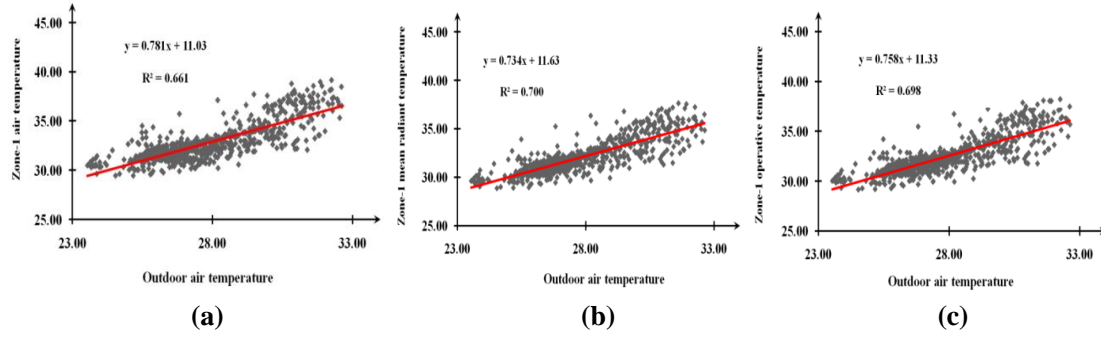 45.00
y = 0.781x + 11.03
40.00
R² = 0.661
35.00
30.00
25.00
23.00 28.00 33.00
Zone-1 air temperature
Outdoor air temperature
(a)
45.00
y = 0.734x + 11.63
40.00
R² = 0.700
35.00
30.00
25.00
23.00 28.00 33.00
Zone-1 mean radiant temperature
Outdoor air temperature
(b)
45.00
y = 0.758x + 11.33
40.00
R² = 0.698
35.00
30.00
25.00
23.00 28.00 33.00
Zone-1 operative temperature
Outdoor air temperature
(c)